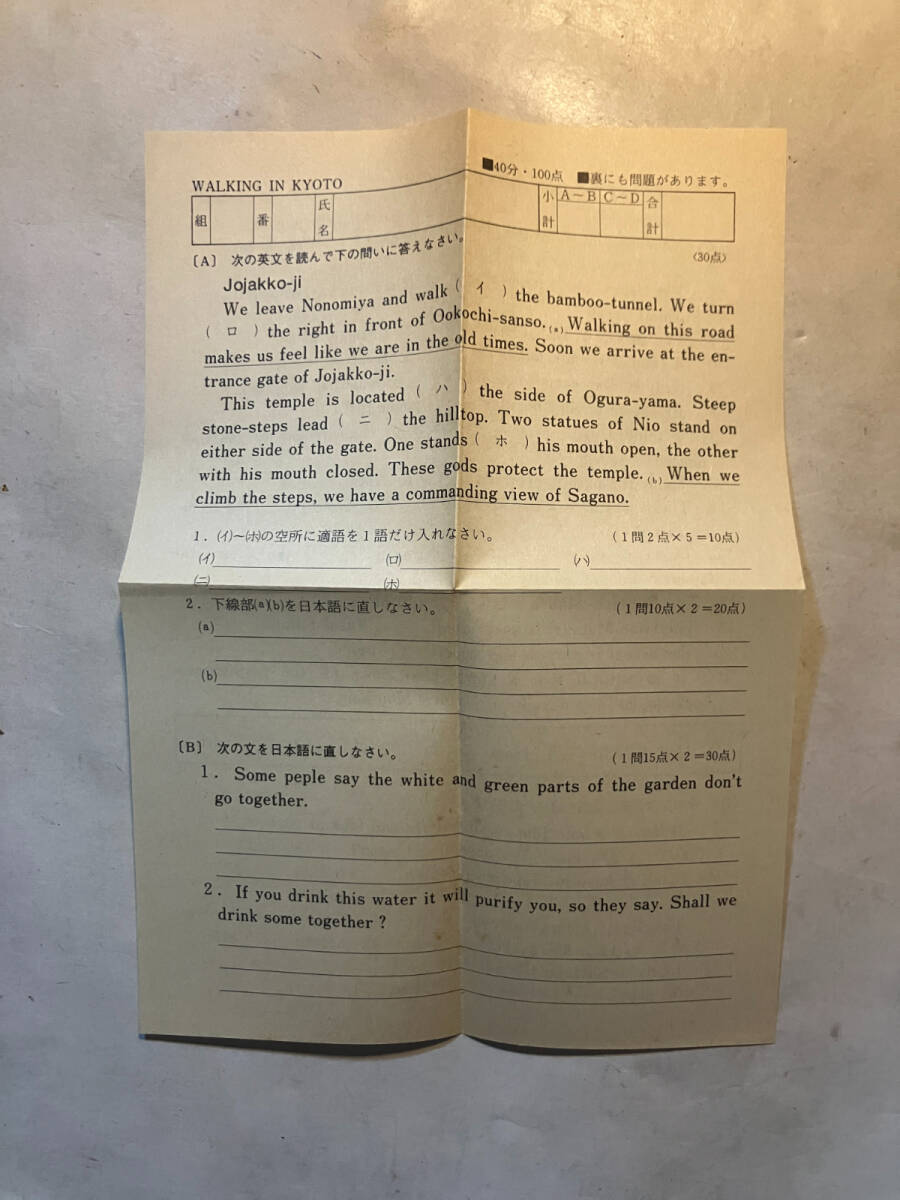 WALKING IN KYOTO ■40分・100点 ■裏にも問題があります。
組 番 氏名 小計 A～B C～D 合計
〔A〕 次の英文を読んで下の問いに答えなさい。 (30点)
Jojakko-ji
We leave Nonomiya and walk ( イ ) the bamboo-tunnel. We turn
( ロ ) the right in front of Ookochi-sanso. (a) Walking on this road
makes us feel like we are in the old times. Soon we arrive at the en-
trance gate of Jojakko-ji.
This temple is located ( ハ ) the side of Ogura-yama. Steep
stone-steps lead ( ニ ) the hilltop. Two statues of Nio stand on
either side of the gate. One stands ( ホ ) his mouth open, the other
with his mouth closed. These gods protect the temple. (b) When we
climb the steps, we have a commanding view of Sagano.
1. (イ)～(ホ)の空所に適語を1語だけ入れなさい。 (1問2点×5＝10点)
(イ) (ロ) (ハ)
(ニ) (ホ)
2. 下線部(a)(b)を日本語に直しなさい。 (1問10点×2＝20点)
(a)
(b)
〔B〕 次の文を日本語に直しなさい。 (1問15点×2＝30点)
1. Some peple say the white and green parts of the garden don't
go together.
2. If you drink this water it will purify you, so they say. Shall we
drink some together ?